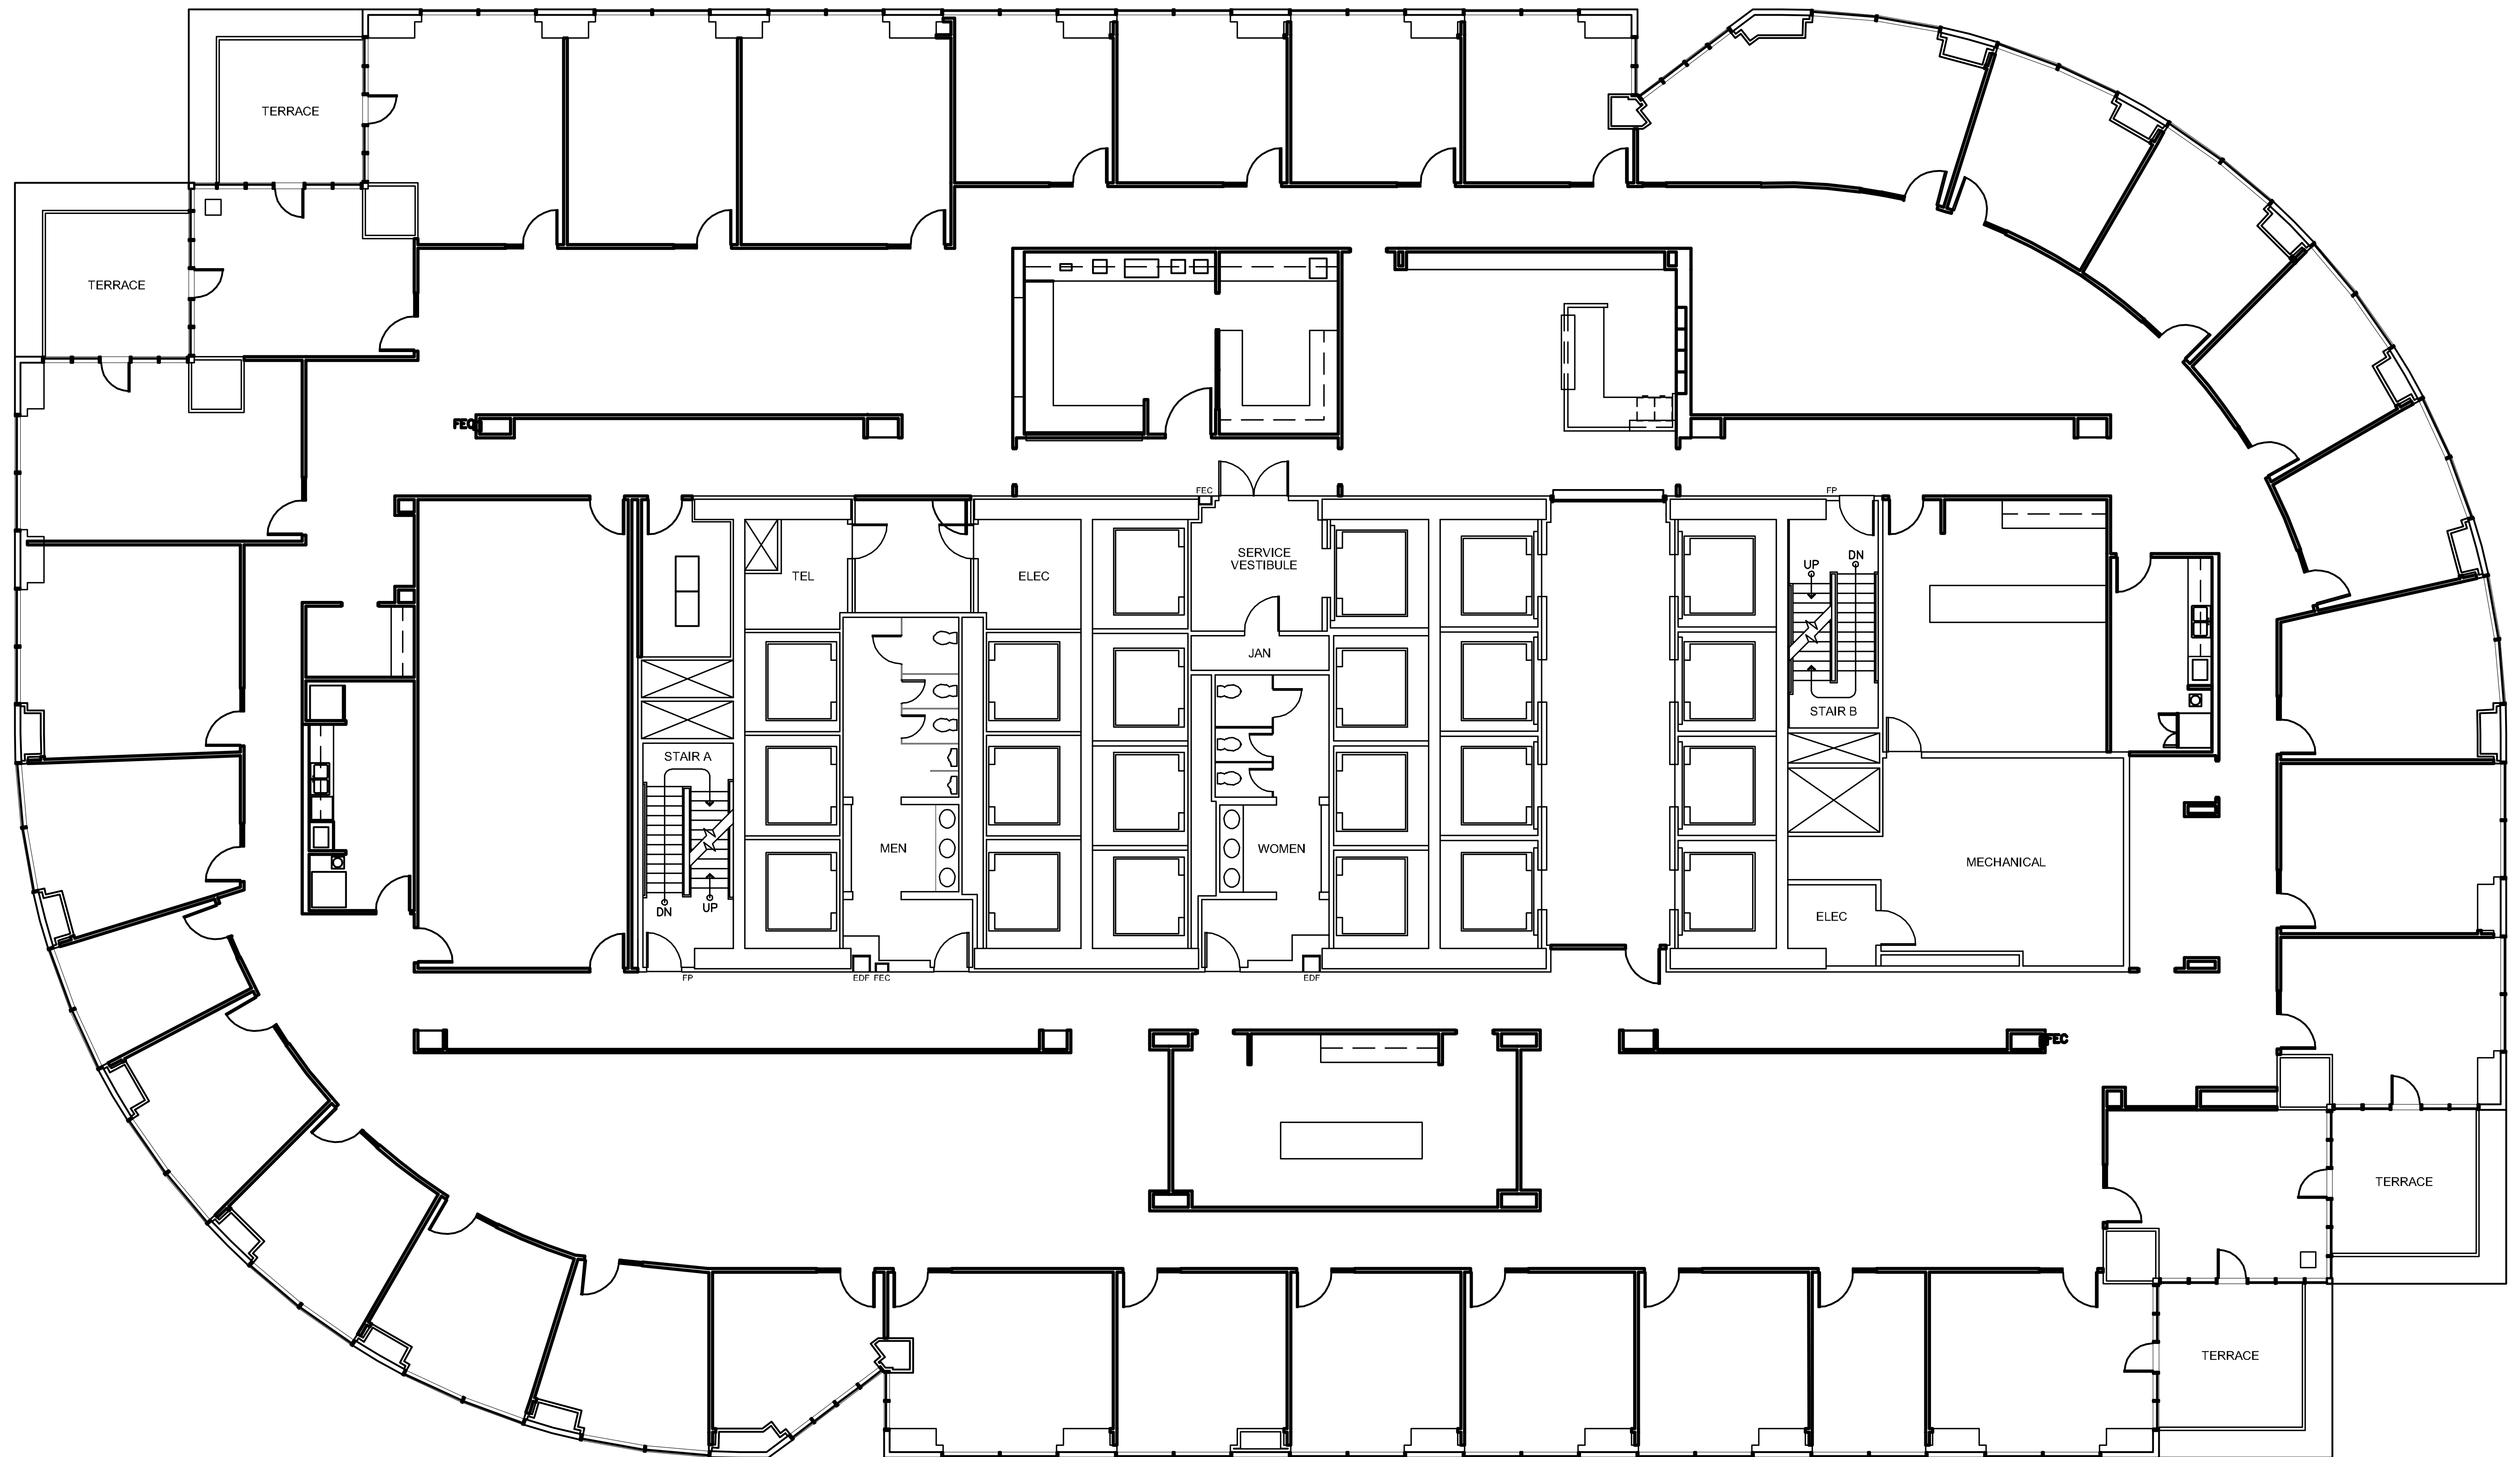 TERRACE
TERRACE
FEC
FEC
FP
SERVICE
VESTIBULE
TEL
ELEC
UP
DN
JAN
STAIR B
STAIR A
MEN
WOMEN
MECHANICAL
DN
UP
ELEC
FP
EDF
FEC
EDF
FEC
TERRACE
TERRACE